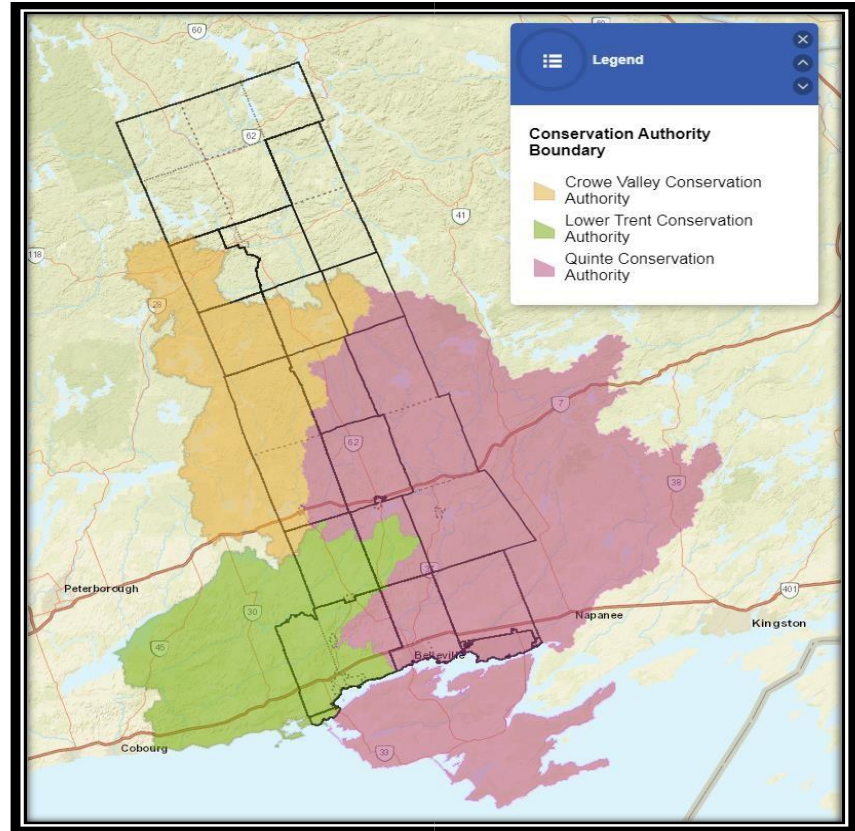 60
Legend
Conservation Authority
Boundary
Crowe Valley Conservation
Authority
Lower Trent Conservation
Authority
Quinte Conservation
Authority
62
41
118
28
7
62
38
Peterborough
30
37
401
Napanee
Kingston
45
Belleville
Cobourg
33